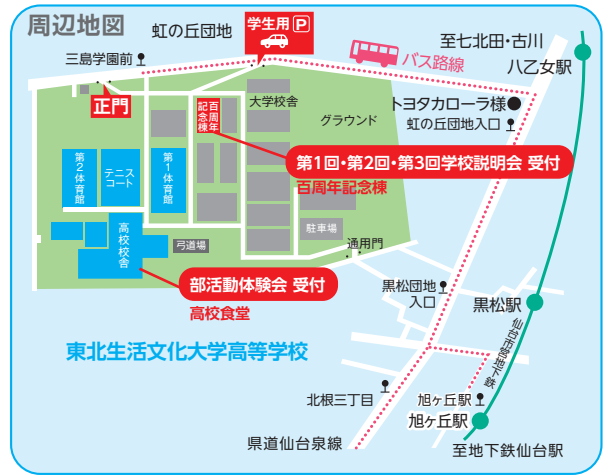 周辺地図
虹の丘団地
学生用 P
至七北田・古川
八乙女駅
バス路線
三島学園前
正門
百周年
記念棟
大学校舎
グラウンド
トヨタカローラ様
虹の丘団地入口
第2体育館
テニス
コート
第1体育館
第1回・第2回・第3回学校説明会 受付
百周年記念棟
高校校舎
弓道場
駐車場
通用門
部活動体験会 受付
高校食堂
黒松団地
入口
黒松駅
仙台市営地下鉄
東北生活文化大学高等学校
北根三丁目
旭ヶ丘駅
旭ヶ丘駅
県道仙台泉線
至地下鉄仙台駅